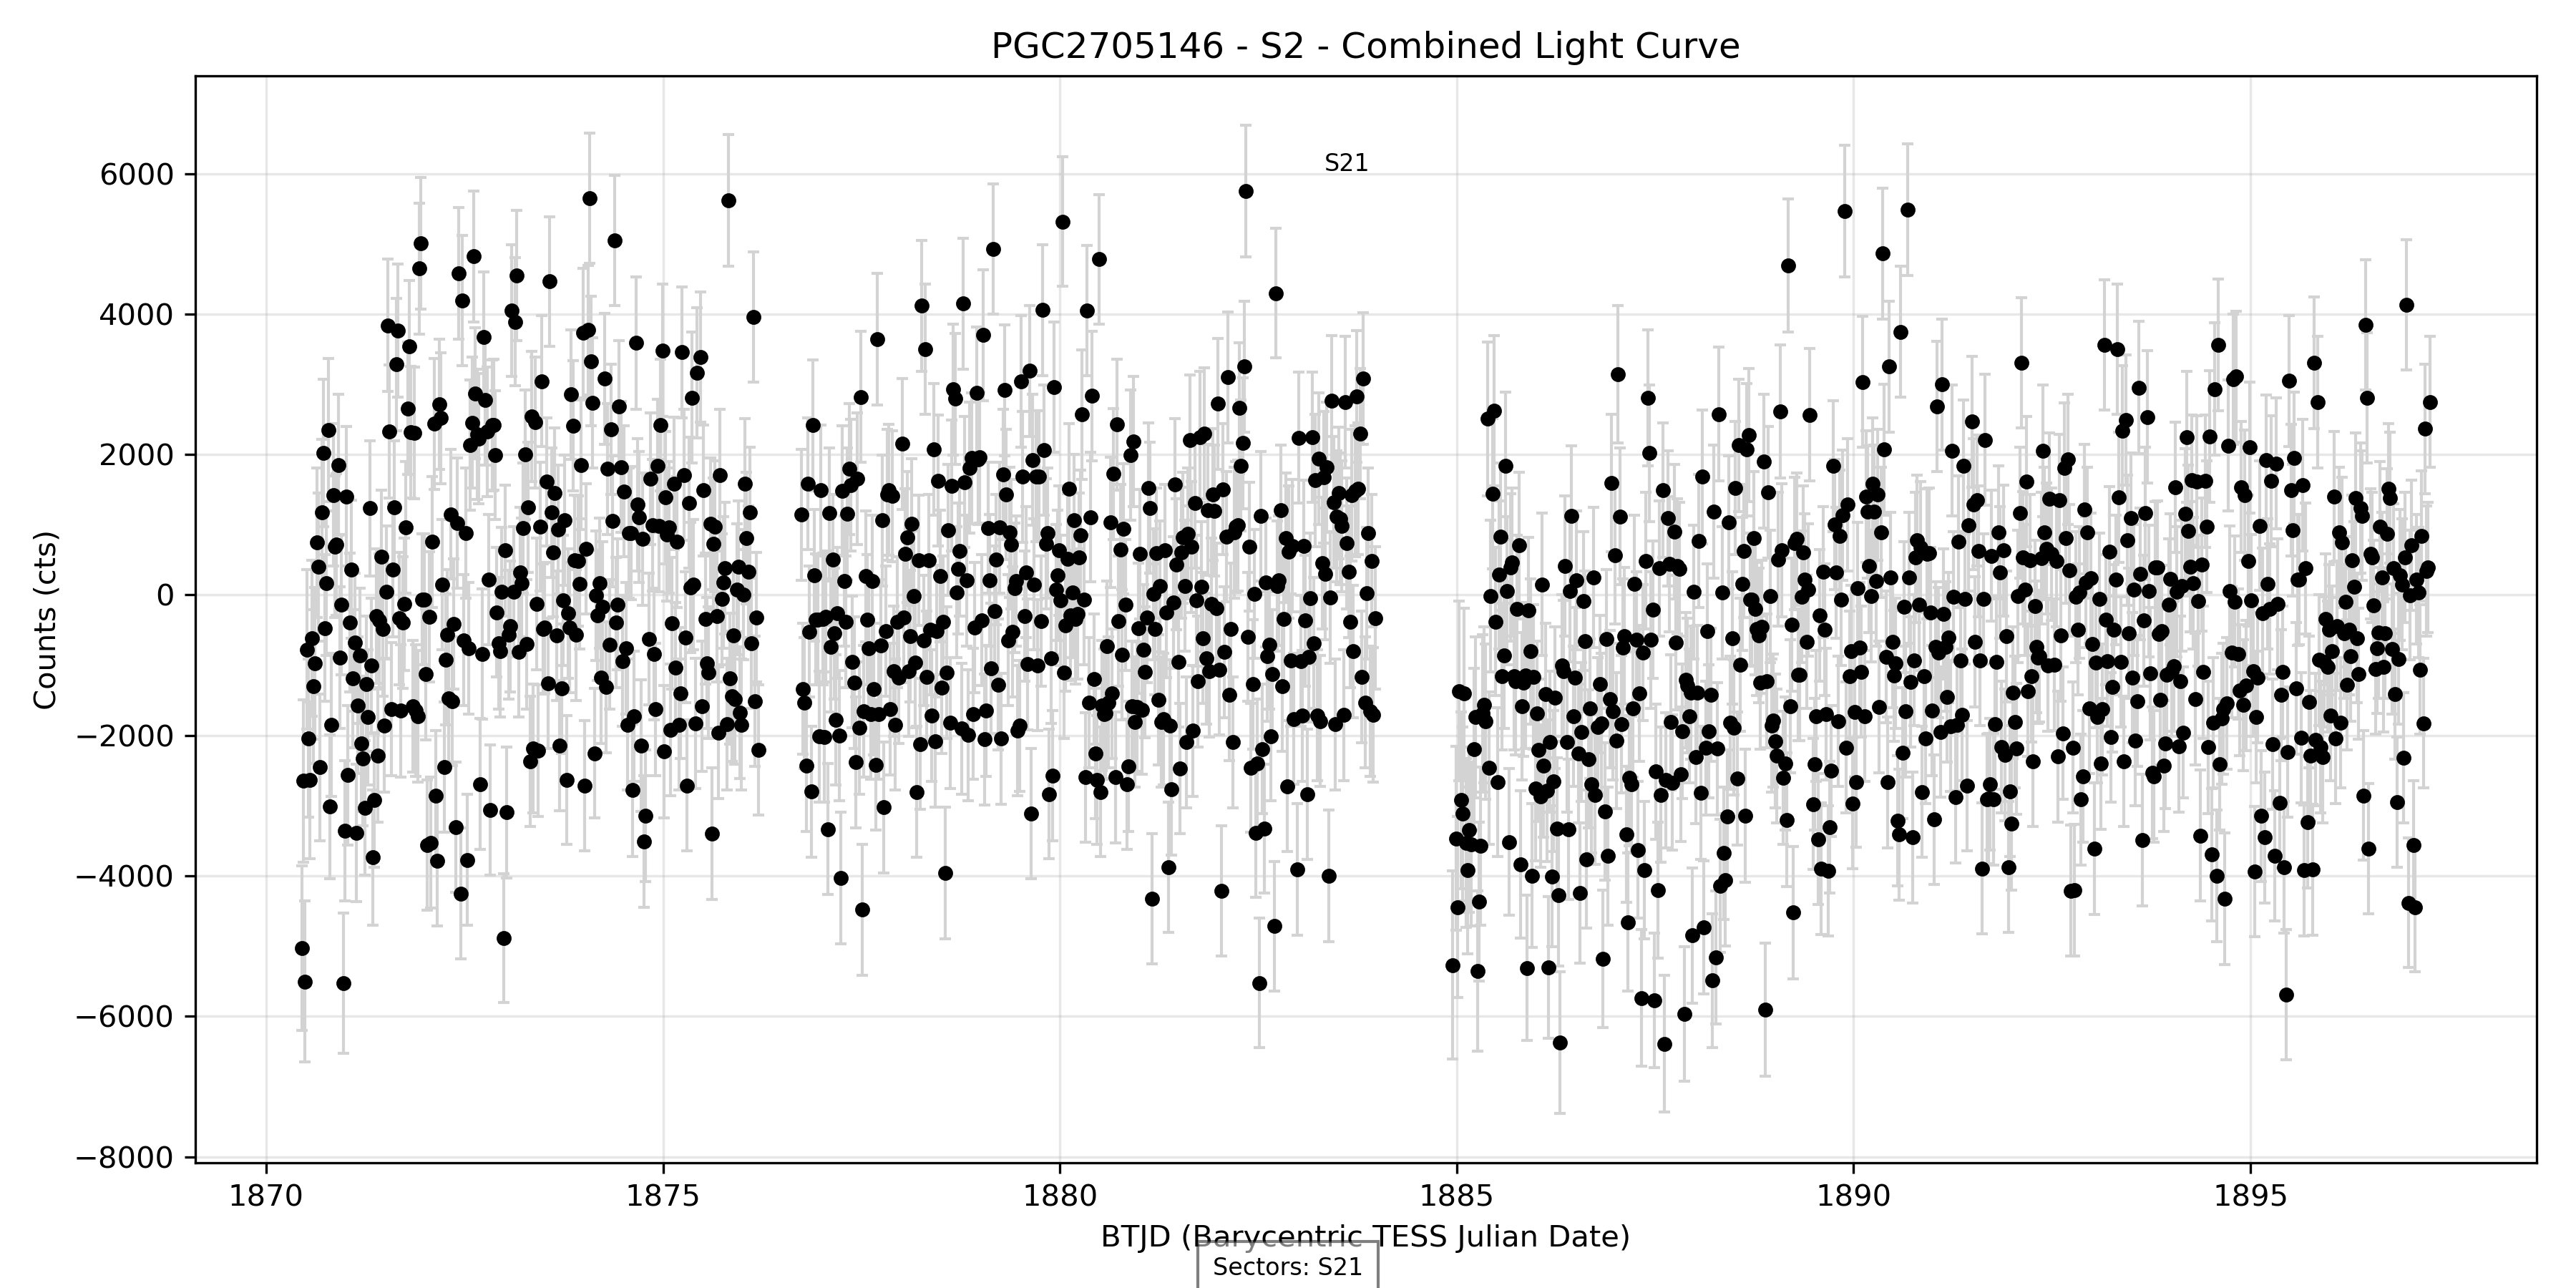 PGC2705146 - S2 - Combined Light Curve
S21
6000
4000
2000
0
−2000
−4000
−6000
−8000
Counts (cts)
1870 1875 1880 1885 1890 1895
BTJD (Barycentric TESS Julian Date)
Sectors: S21